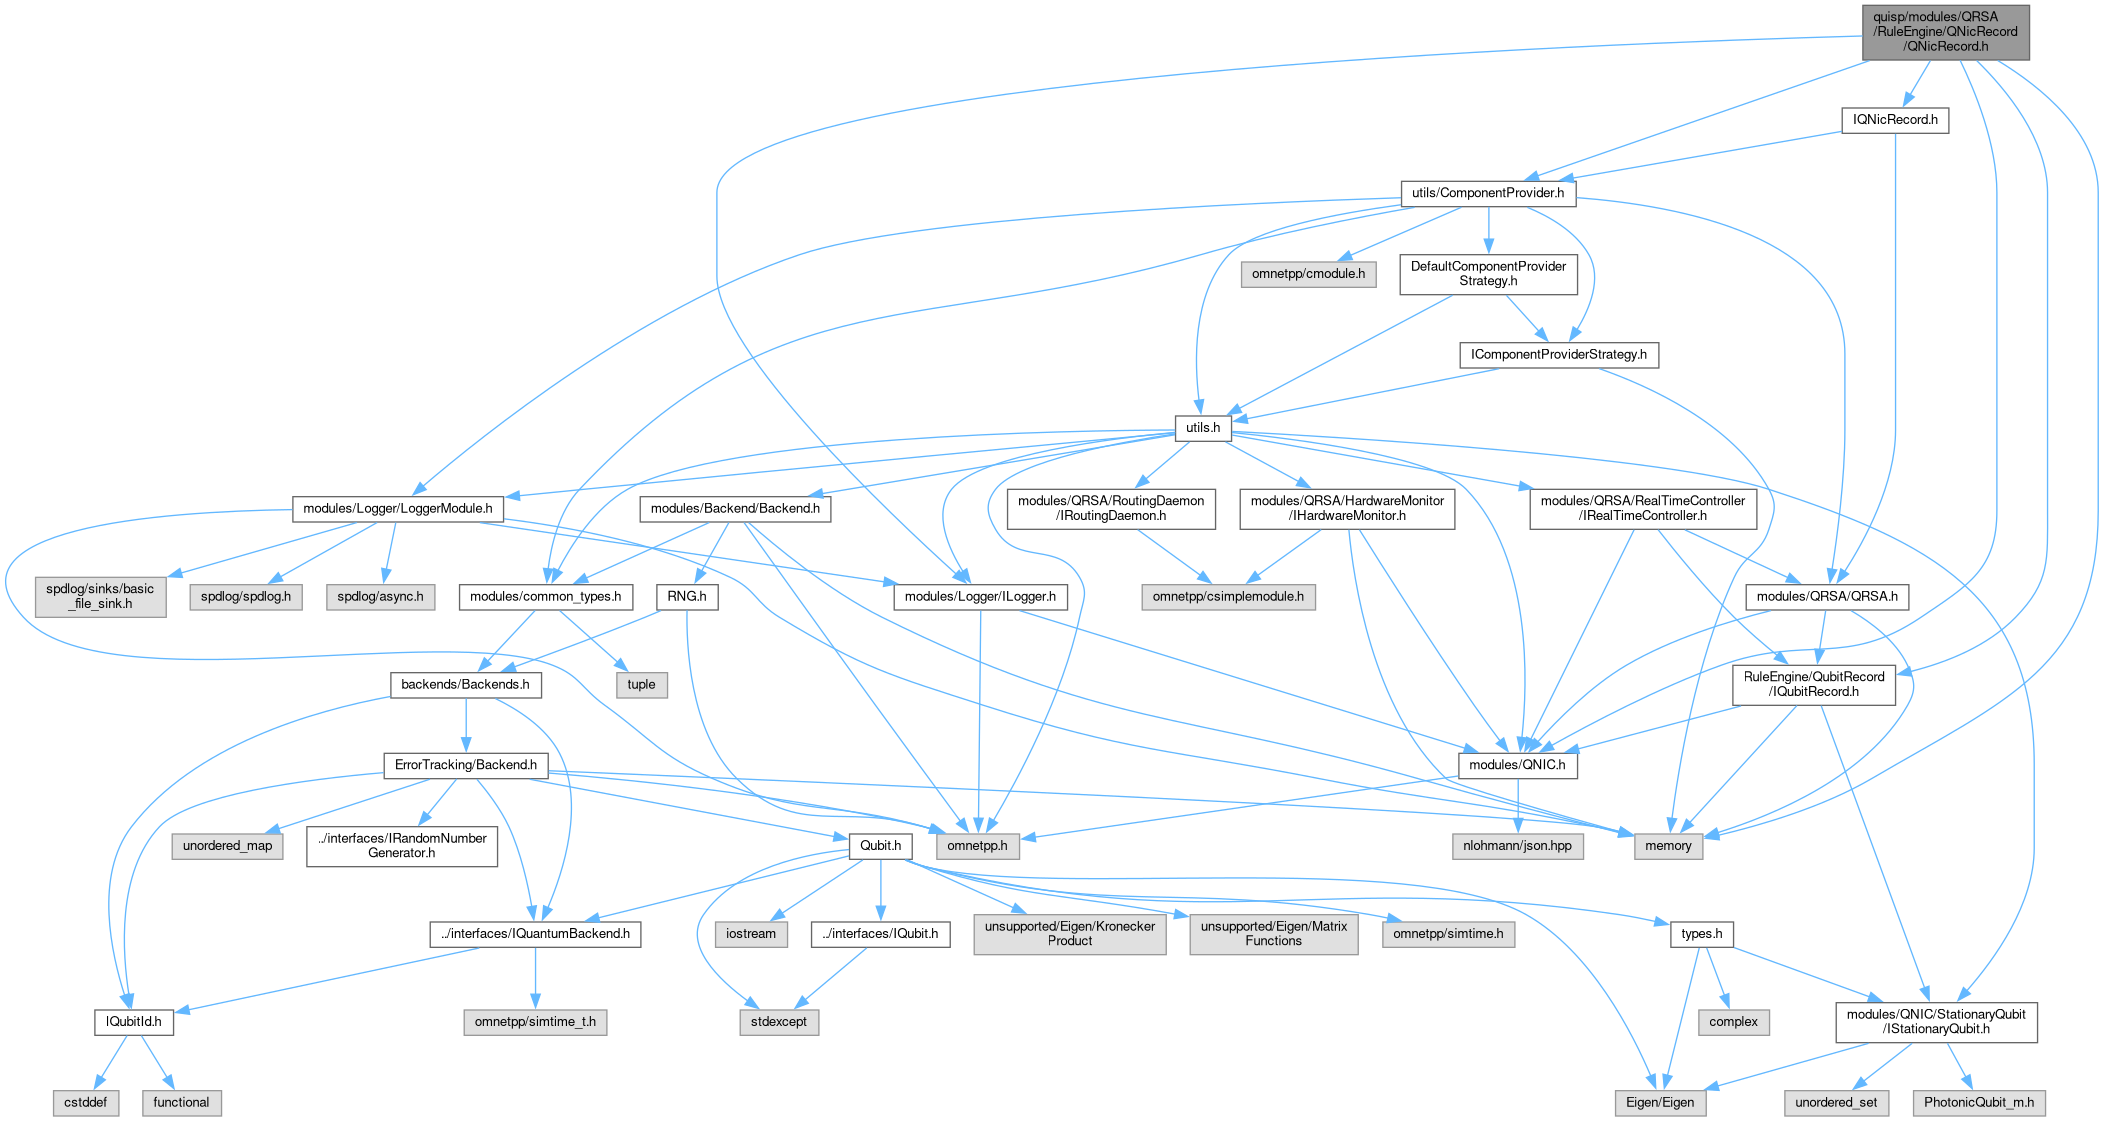 quisp/modules/QRSA
/RuleEngine/QNicRecord
/QNicRecord.h
IQNicRecord.h
utils/ComponentProvider.h
omnetpp/cmodule.h
DefaultComponentProvider
Strategy.h
IComponentProviderStrategy.h
utils.h
modules/Logger/LoggerModule.h
modules/Backend/Backend.h
modules/QRSA/RoutingDaemon
/IRoutingDaemon.h
modules/QRSA/HardwareMonitor
/IHardwareMonitor.h
modules/QRSA/RealTimeController
/IRealTimeController.h
spdlog/sinks/basic
_file_sink.h
spdlog/spdlog.h
spdlog/async.h
modules/common_types.h
RNG.h
modules/Logger/ILogger.h
omnetpp/csimplemodule.h
modules/QRSA/QRSA.h
backends/Backends.h
tuple
RuleEngine/QubitRecord
/IQubitRecord.h
ErrorTracking/Backend.h
modules/QNIC.h
unordered_map
../interfaces/IRandomNumber
Generator.h
Qubit.h
omnetpp.h
nlohmann/json.hpp
memory
../interfaces/IQuantumBackend.h
iostream
../interfaces/IQubit.h
unsupported/Eigen/Kronecker
Product
unsupported/Eigen/Matrix
Functions
omnetpp/simtime.h
types.h
IQubitId.h
omnetpp/simtime_t.h
stdexcept
complex
modules/QNIC/StationaryQubit
/IStationaryQubit.h
cstddef
functional
Eigen/Eigen
unordered_set
PhotonicQubit_m.h